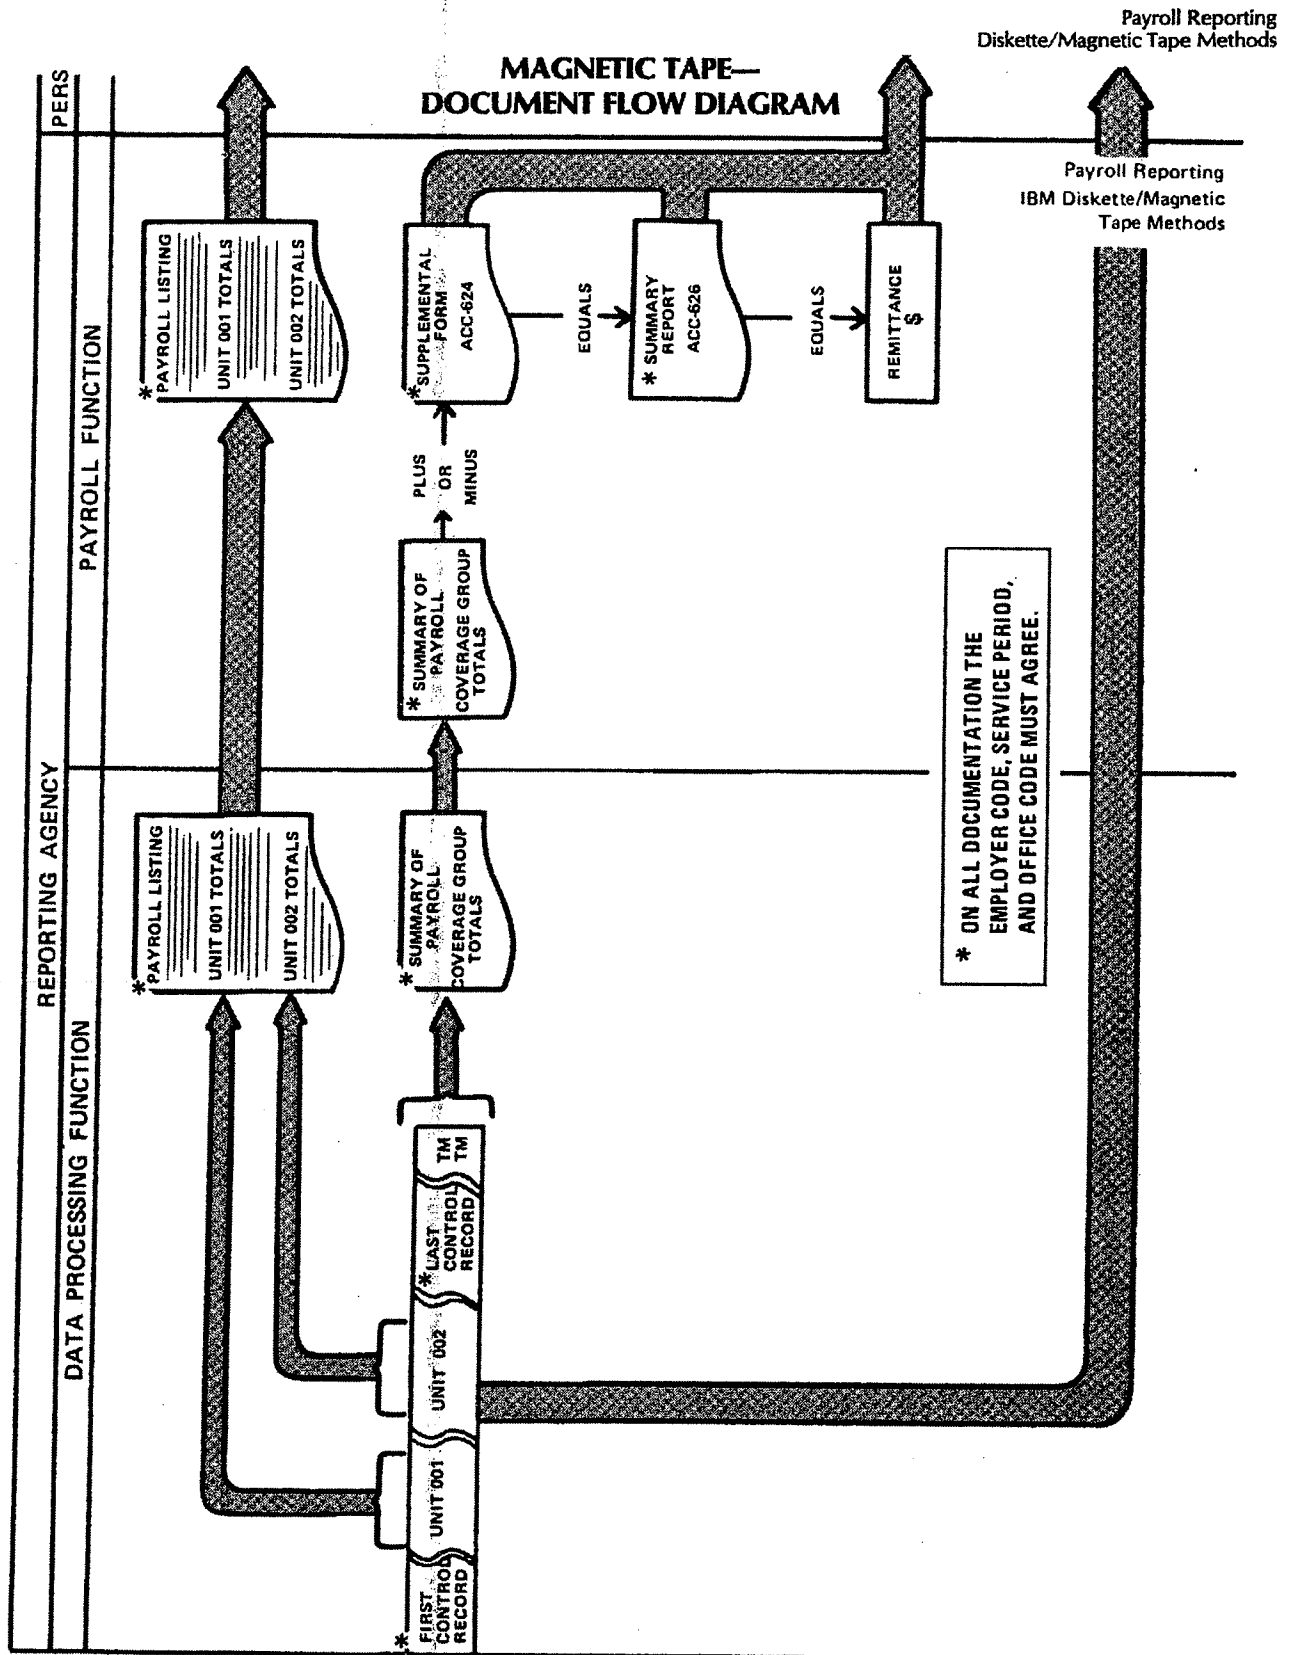 Payroll Reporting
Diskette/Magnetic Tape Methods
MAGNETIC TAPE—
DOCUMENT FLOW DIAGRAM
Payroll Reporting
IBM Diskette/Magnetic
Tape Methods
REPORTING AGENCY
PERS
DATA PROCESSING FUNCTION
PAYROLL FUNCTION
* PAYROLL LISTING
UNIT 001 TOTALS
UNIT 002 TOTALS
* PAYROLL LISTING
UNIT 001 TOTALS
UNIT 002 TOTALS
* FIRST
CONTROL
RECORD
UNIT 001
UNIT 002
* LAST
CONTROL
RECORD
TM
TM
* SUMMARY OF
PAYROLL
COVERAGE GROUP
TOTALS
* SUMMARY OF
PAYROLL
COVERAGE GROUP
TOTALS
PLUS
OR
MINUS
* SUPPLEMENTAL
FORM
ACC-624
EQUALS
* SUMMARY
REPORT
ACC-626
EQUALS
REMITTANCE
$
* ON ALL DOCUMENTATION THE
EMPLOYER CODE, SERVICE PERIOD,
AND OFFICE CODE MUST AGREE.